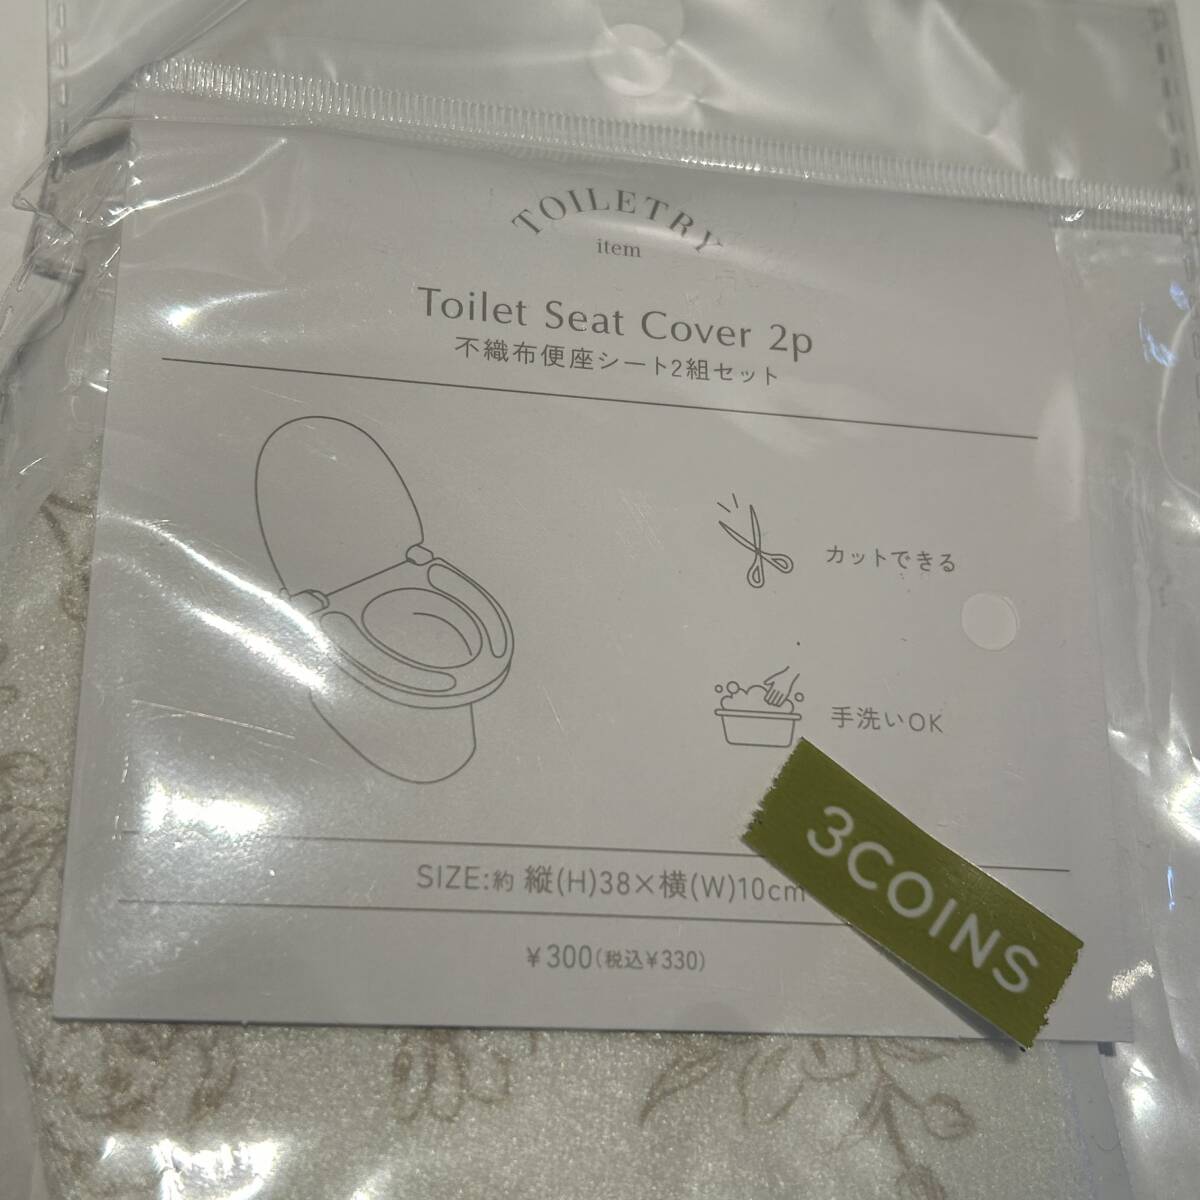 TOILETRY
item
Toilet Seat Cover 2p
不織布便座シート2組セット
カットできる
手洗いOK
3COINS
SIZE:約 縦(H)38×横(W)10cm
¥300(税込¥330)